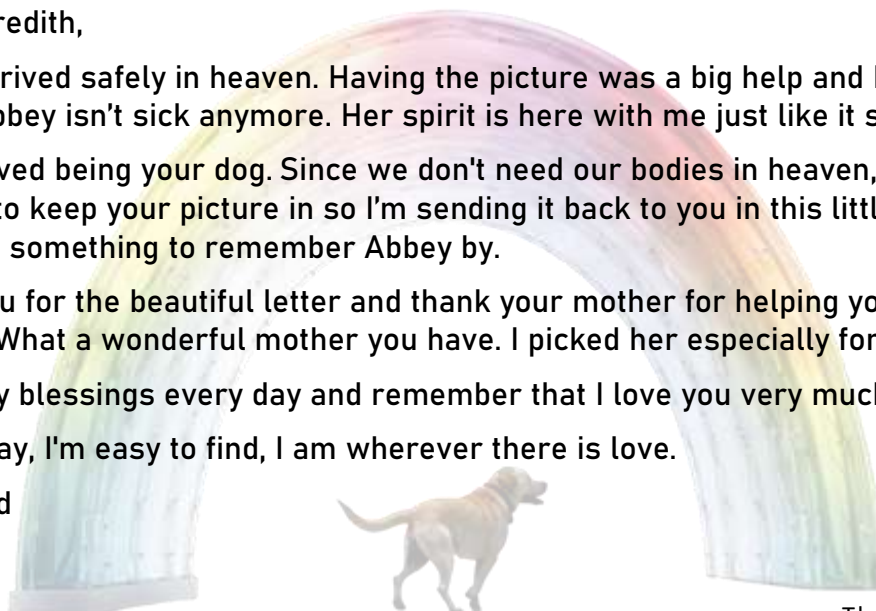 redith,
rived safely in heaven. Having the picture was a big help and
bbey isn’t sick anymore. Her spirit is here with me just like it s
ved being your dog. Since we don't need our bodies in heaven,
to keep your picture in so I’m sending it back to you in this littl
something to remember Abbey by.
u for the beautiful letter and thank your mother for helping yo
What a wonderful mother you have. I picked her especially for
y blessings every day and remember that I love you very much
ay, I'm easy to find, I am wherever there is love.
d